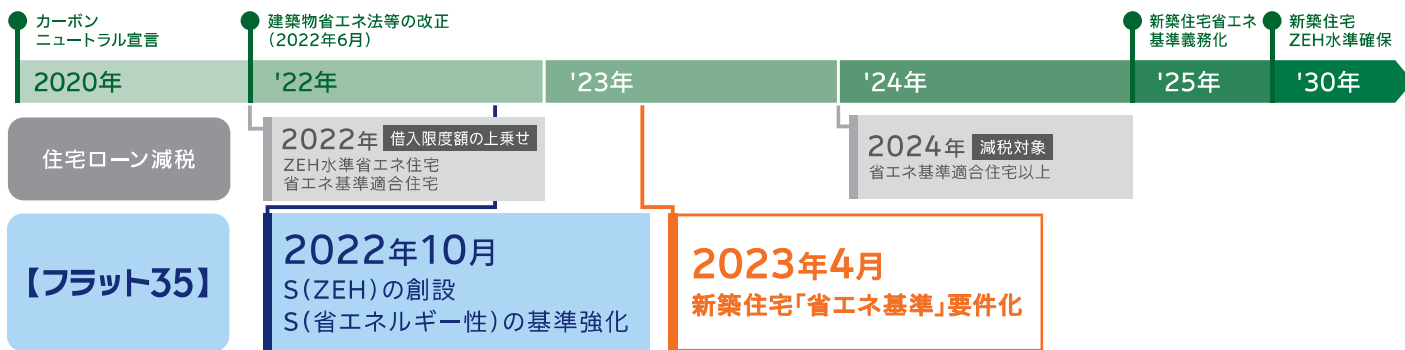 カーボン
ニュートラル宣言
建築物省エネ法等の改正
（2022年6月）
新築住宅省エネ
基準義務化
新築住宅
ZEH水準確保
2020年
'22年
'23年
'24年
'25年
'30年
住宅ローン減税
2022年 借入限度額の上乗せ
ZEH水準省エネ住宅
省エネ基準適合住宅
2024年 減税対象
省エネ基準適合住宅以上
【フラット35】
2022年10月
S（ZEH）の創設
S（省エネルギー性）の基準強化
2023年4月
新築住宅「省エネ基準」要件化